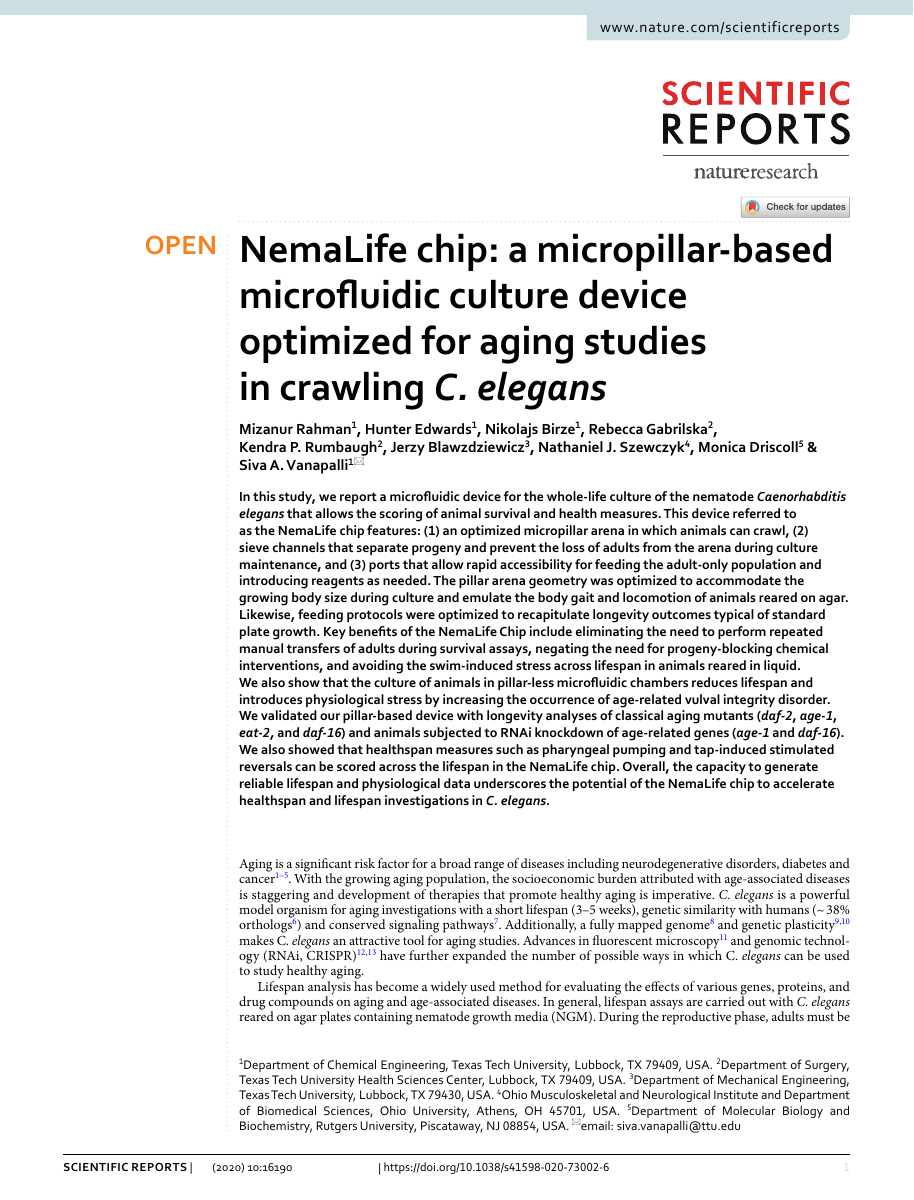 www.nature.com/scientificreports
SCIENTIFIC
REPORTS
natureresearch
Check for updates
OPEN
NemaLife chip: a micropillar-based
microfluidic culture device
optimized for aging studies
in crawling C. elegans
Mizanur Rahman1, Hunter Edwards1, Nikolajs Birze1, Rebecca Gabrilska2,
Kendra P. Rumbaugh2, Jerzy Blawzdziewicz3, Nathaniel J. Szewczyk4, Monica Driscoll5 &
Siva A. Vanapalli1✉
In this study, we report a microfluidic device for the whole-life culture of the nematode Caenorhabditis
elegans that allows the scoring of animal survival and health measures. This device referred to
as the NemaLife chip features: (1) an optimized micropillar arena in which animals can crawl, (2)
sieve channels that separate progeny and prevent the loss of adults from the arena during culture
maintenance, and (3) ports that allow rapid accessibility for feeding the adult-only population and
introducing reagents as needed. The pillar arena geometry was optimized to accommodate the
growing body size during culture and emulate the body gait and locomotion of animals reared on agar.
Likewise, feeding protocols were optimized to recapitulate longevity outcomes typical of standard
plate growth. Key benefits of the NemaLife Chip include eliminating the need to perform repeated
manual transfers of adults during survival assays, negating the need for progeny-blocking chemical
interventions, and avoiding the swim-induced stress across lifespan in animals reared in liquid.
We also show that the culture of animals in pillar-less microfluidic chambers reduces lifespan and
introduces physiological stress by increasing the occurrence of age-related vulval integrity disorder.
We validated our pillar-based device with longevity analyses of classical aging mutants (daf-2, age-1,
eat-2, and daf-16) and animals subjected to RNAi knockdown of age-related genes (age-1 and daf-16).
We also showed that healthspan measures such as pharyngeal pumping and tap-induced stimulated
reversals can be scored across the lifespan in the NemaLife chip. Overall, the capacity to generate
reliable lifespan and physiological data underscores the potential of the NemaLife chip to accelerate
healthspan and lifespan investigations in C. elegans.
Aging is a significant risk factor for a broad range of diseases including neurodegenerative disorders, diabetes and
cancer1–5. With the growing aging population, the socioeconomic burden attributed with age-associated diseases
is staggering and development of therapies that promote healthy aging is imperative. C. elegans is a powerful
model organism for aging investigations with a short lifespan (3–5 weeks), genetic similarity with humans (~ 38%
orthologs6) and conserved signaling pathways7. Additionally, a fully mapped genome8 and genetic plasticity9,10
makes C. elegans an attractive tool for aging studies. Advances in fluorescent microscopy11 and genomic technol-
ogy (RNAi, CRISPR)12,13 have further expanded the number of possible ways in which C. elegans can be used
to study healthy aging.
Lifespan analysis has become a widely used method for evaluating the effects of various genes, proteins, and
drug compounds on aging and age-associated diseases. In general, lifespan assays are carried out with C. elegans
reared on agar plates containing nematode growth media (NGM). During the reproductive phase, adults must be
1Department of Chemical Engineering, Texas Tech University, Lubbock, TX 79409, USA. 2Department of Surgery,
Texas Tech University Health Sciences Center, Lubbock, TX 79409, USA. 3Department of Mechanical Engineering,
Texas Tech University, Lubbock, TX 79430, USA. 4Ohio Musculoskeletal and Neurological Institute and Department
of Biomedical Sciences, Ohio University, Athens, OH 45701, USA. 5Department of Molecular Biology and
Biochemistry, Rutgers University, Piscataway, NJ 08854, USA. ✉email: siva.vanapalli@ttu.edu
SCIENTIFIC REPORTS | (2020) 10:16190 | https://doi.org/10.1038/s41598-020-73002-6 1